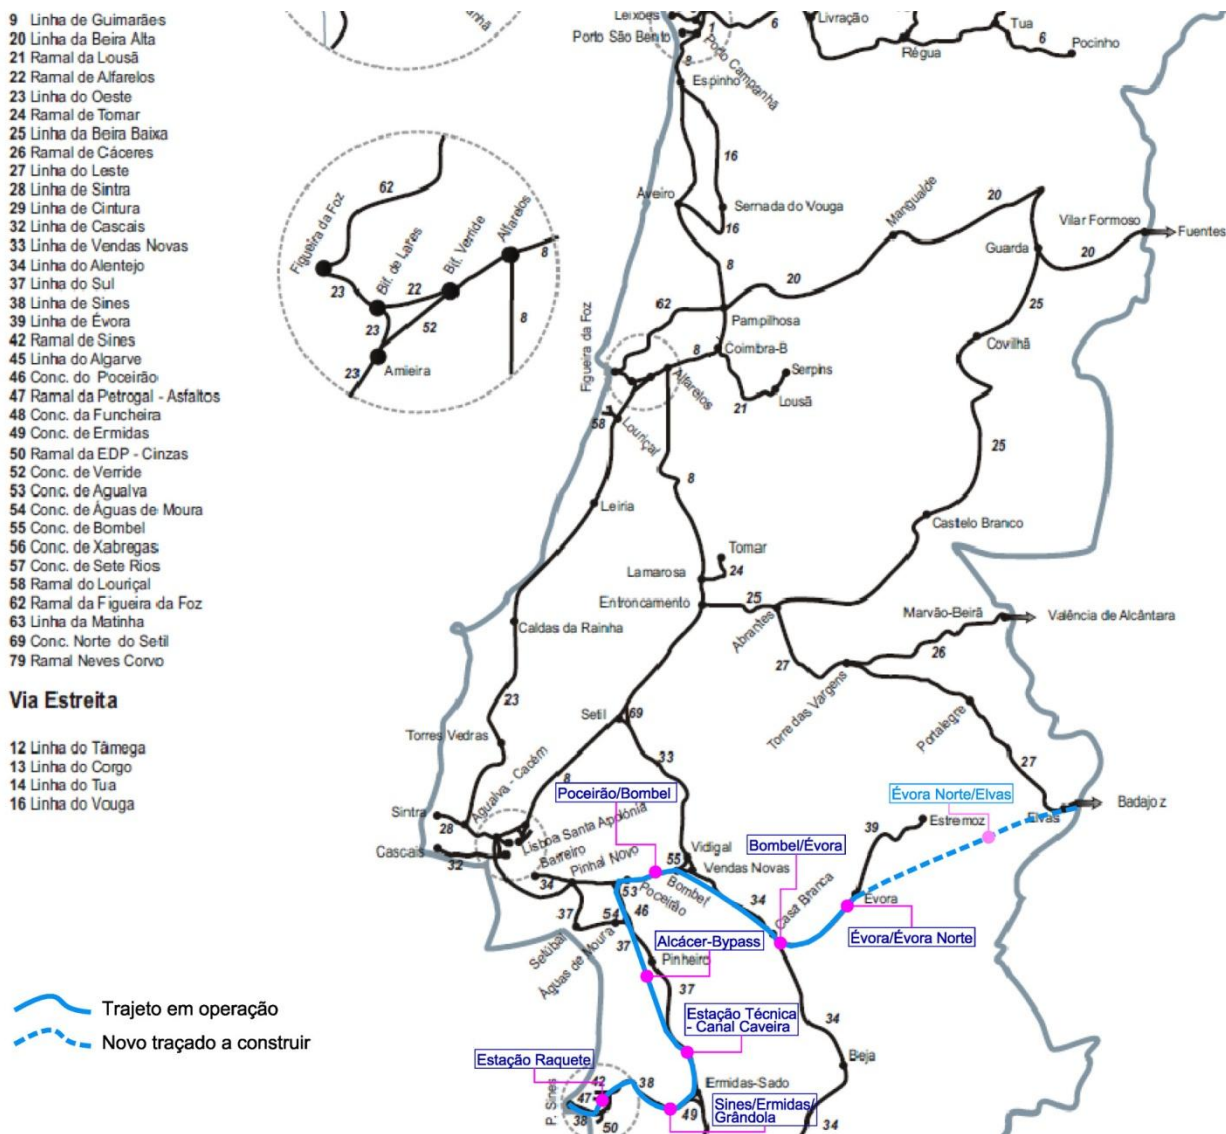 9 Linha de Guimarães
20 Linha da Beira Alta
21 Ramal da Lousã
22 Ramal de Alfarelos
23 Linha do Oeste
24 Ramal de Tomar
25 Linha da Beira Baixa
26 Ramal de Cáceres
27 Linha do Leste
28 Linha de Sintra
29 Linha de Cintura
32 Linha de Cascais
33 Linha de Vendas Novas
34 Linha do Alentejo
37 Linha do Sul
38 Linha de Sines
39 Linha de Évora
42 Ramal de Sines
45 Linha do Algarve
46 Conc. do Poceirão
47 Ramal da Petrogal - Asfaltos
48 Conc. da Funcheira
49 Conc. de Ermidas
50 Ramal da EDP - Cinzas
52 Conc. de Verride
53 Conc. de Agualva
54 Conc. de Águas de Moura
55 Conc. de Bombel
56 Conc. de Xabregas
57 Conc. de Sete Rios
58 Ramal do Louriçal
62 Ramal da Figueira da Foz
63 Linha da Matinha
69 Conc. Norte do Setil
79 Ramal Neves Corvo
Via Estreita
12 Linha do Tâmega
13 Linha do Corgo
14 Linha do Tua
16 Linha do Vouga
Trajeto em operação
Novo traçado a construir
62
Figueira da Foz
Bif. de Lares
Bif. Verride
Alfarelos
8
23
22
52
8
23
Amieira
23
Leixões
1
6
Livração
Tua
Porto São Bento
Porto Campanhã
Régua
6
Pocinho
8
Espinho
16
Aveiro
Sernada do Vouga
16
Mangualde
20
Vilar Formoso
Fuentes
Guarda
20
8
20
25
62
Pampilhosa
Figueira da Foz
Coimbra-B
8
Covilhã
Serpins
Alfarelos
21
Lousã
58
Louriçal
25
8
Leiria
Castelo Branco
Tomar
Lamarosa
24
Entroncamento
25
Abrantes
Marvão-Beirã
Valência de Alcântara
Caldas da Rainha
26
27
Torre das Vargens
23
Setil
69
Portalegre
Torres Vedras
33
27
Agualva - Cacém
8
Poceirão/Bombel
Évora Norte/Elvas
Badajoz
Sintra
Elvas
28
Lisboa Santa Apolónia
39
Estremoz
Cascais
32
Barreiro
Vidigal
Bombel/Évora
Pinhal Novo
55
Vendas Novas
34
53
Poceirão
Bombel
34
Casa Branca
Évora
37
54
46
Setúbal
Águas de Moura
37
Alcácer-Bypass
Évora/Évora Norte
Pinheiro
37
Estação Técnica
- Canal Caveira
34
Estação Raquete
Beja
P. Sines
42
38
Ermidas-Sado
47
Sines/Ermidas/
Grândola
38
50
49
34